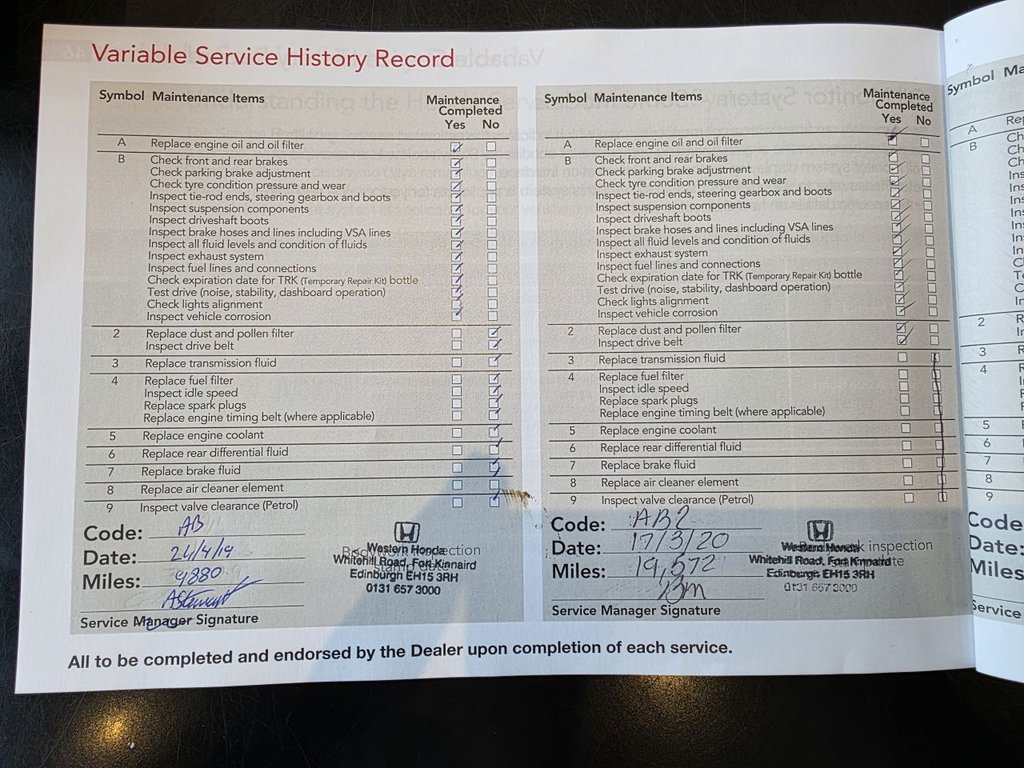 Variable Service History Record
Symbol Maintenance Items Maintenance Completed
Yes No
A Replace engine oil and oil filter
B Check front and rear brakes
Check parking brake adjustment
Check tyre condition pressure and wear
Inspect tie-rod ends, steering gearbox and boots
Inspect suspension components
Inspect driveshaft boots
Inspect brake hoses and lines including VSA lines
Inspect all fluid levels and condition of fluids
Inspect exhaust system
Inspect fuel lines and connections
Check expiration date for TRK (Temporary Repair Kit) bottle
Test drive (noise, stability, dashboard operation)
Check lights alignment
Inspect vehicle corrosion
2 Replace dust and pollen filter
Inspect drive belt
3 Replace transmission fluid
4 Replace fuel filter
Inspect idle speed
Replace spark plugs
Replace engine timing belt (where applicable)
5 Replace engine coolant
6 Replace rear differential fluid
7 Replace brake fluid
8 Replace air cleaner element
9 Inspect valve clearance (Petrol)
Code: AB
Date: 24/4/19
Miles: 9880
Service Manager Signature
Western Honda
Whitehill Road, Fort Kinnaird
Edinburgh EH15 3RH
0131 657 3000
Symbol Maintenance Items Maintenance Completed
Yes No
A Replace engine oil and oil filter
B Check front and rear brakes
Check parking brake adjustment
Check tyre condition pressure and wear
Inspect tie-rod ends, steering gearbox and boots
Inspect suspension components
Inspect driveshaft boots
Inspect brake hoses and lines including VSA lines
Inspect all fluid levels and condition of fluids
Inspect exhaust system
Inspect fuel lines and connections
Check expiration date for TRK (Temporary Repair Kit) bottle
Test drive (noise, stability, dashboard operation)
Check lights alignment
Inspect vehicle corrosion
2 Replace dust and pollen filter
Inspect drive belt
3 Replace transmission fluid
4 Replace fuel filter
Inspect idle speed
Replace spark plugs
Replace engine timing belt (where applicable)
5 Replace engine coolant
6 Replace rear differential fluid
7 Replace brake fluid
8 Replace air cleaner element
9 Inspect valve clearance (Petrol)
Code: AB2
Date: 17/3/20
Miles: 19,572
Service Manager Signature
inspection
Western Honda
Whitehill Road, Fort Kinnaird
Edinburgh EH15 3RH
0131 657 3000
All to be completed and endorsed by the Dealer upon completion of each service.
Symbol
A
B
2
3
4
5
6
7
8
9
Code
Date:
Miles
Service